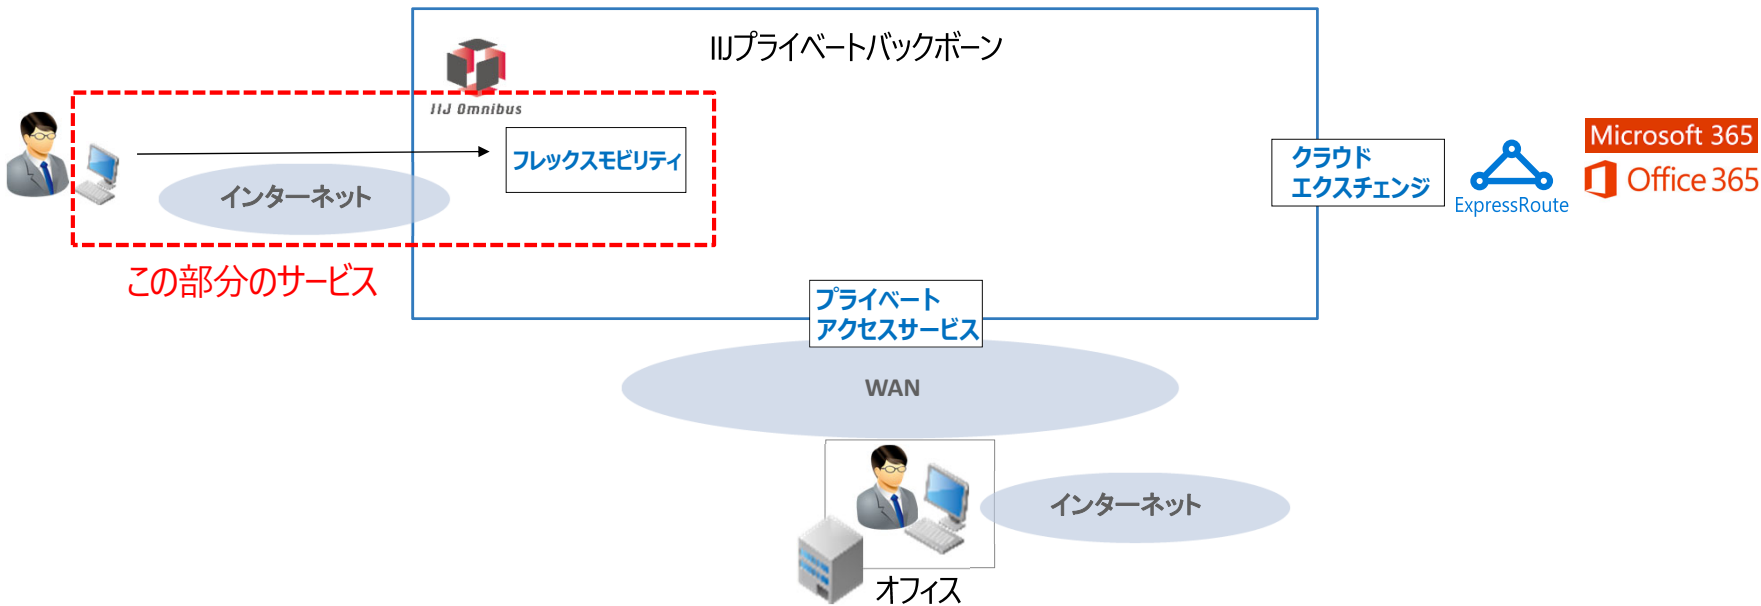 IIJプライベートバックボーン
IIJ Omnibus
フレックスモビリティ
インターネット
この部分のサービス
クラウド
エクスチェンジ
ExpressRoute
Microsoft 365
Office 365
プライベート
アクセスサービス
WAN
インターネット
オフィス